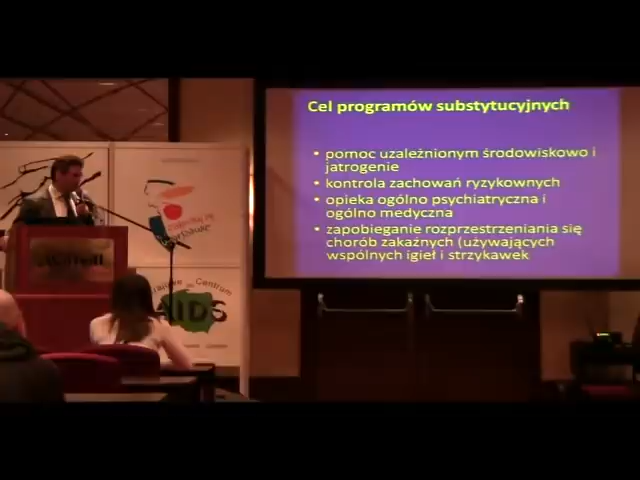 Cel programów substytucyjnych
• pomoc uzależnionym środowiskowo i
jatrogenie
• kontrola zachowań ryzykownych
• opieka ogólno psychiatryczna i
ogólno medyczna
• zapobieganie rozprzestrzeniania się
chorób zakaźnych (używających
wspólnych igieł i strzykawek
Centrum
AIDS